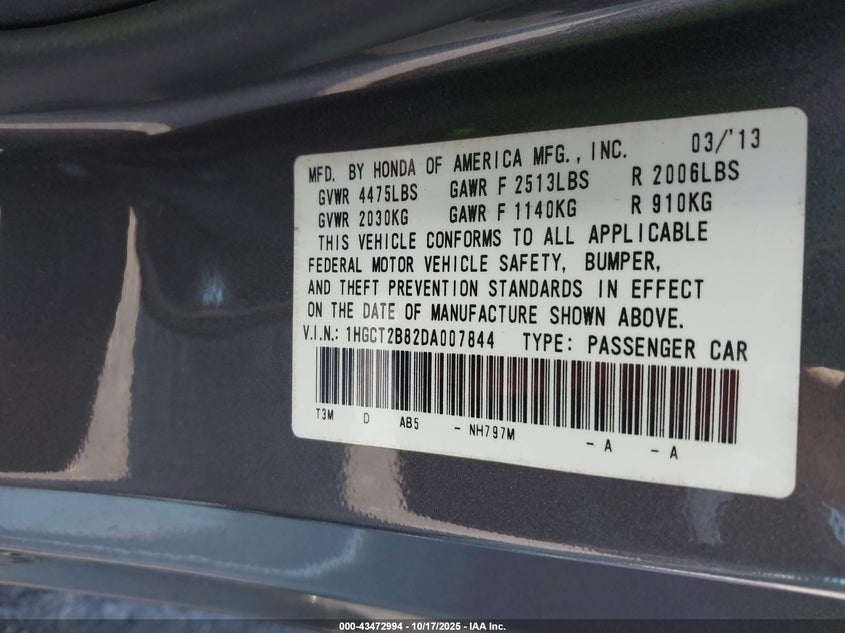 03/'13
MFD. BY HONDA OF AMERICA MFG., INC.
GVWR 4475LBS GAWR F 2513LBS R 2006LBS
GVWR 2030KG GAWR F 1140KG R 910KG
THIS VEHICLE CONFORMS TO ALL APPLICABLE
FEDERAL MOTOR VEHICLE SAFETY, BUMPER,
AND THEFT PREVENTION STANDARDS IN EFFECT
ON THE DATE OF MANUFACTURE SHOWN ABOVE.
V.I.N.: 1HGCT2B82DA007844 TYPE: PASSENGER CAR
T3M D AB5 - NH797M - A - A
000-43472994 - 10/17/2025 - IAA Inc.